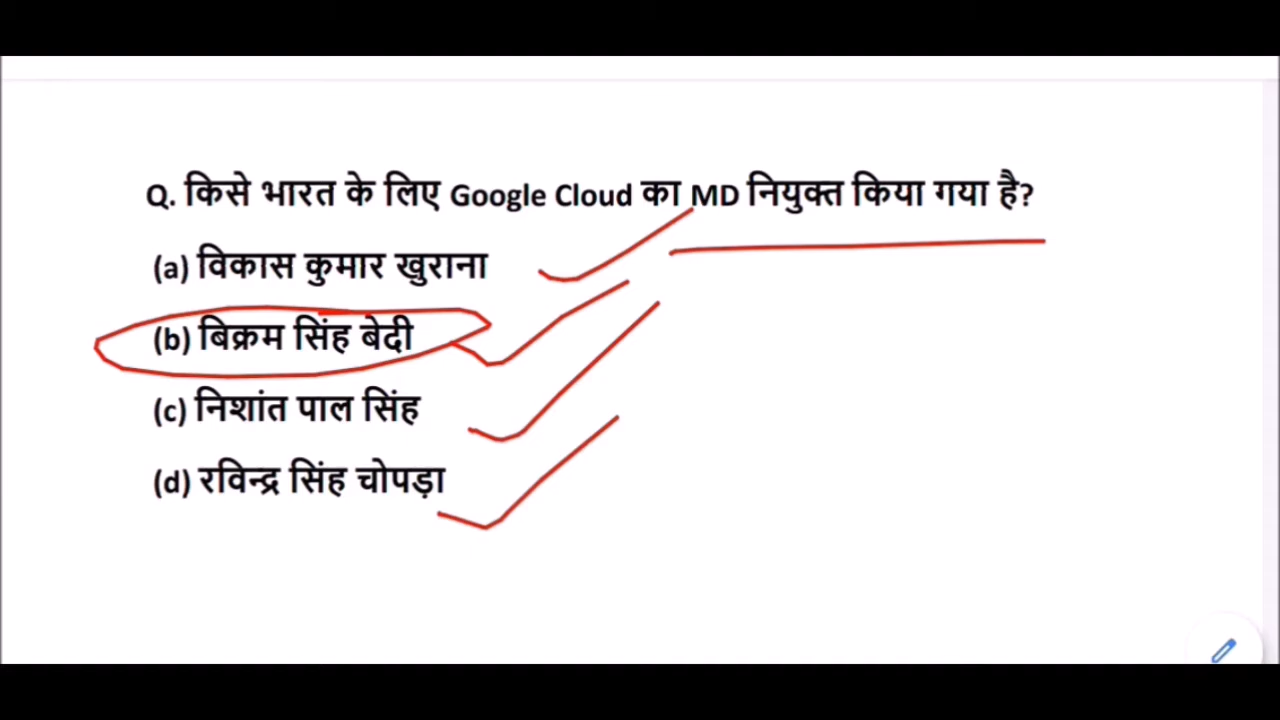 Q. किसे भारत के लिए Google Cloud का MD नियुक्त किया गया है?
(a) विकास कुमार खुराना
(b) बिक्रम सिंह बेदी
(c) निशांत पाल सिंह
(d) रविन्द्र सिंह चोपड़ा